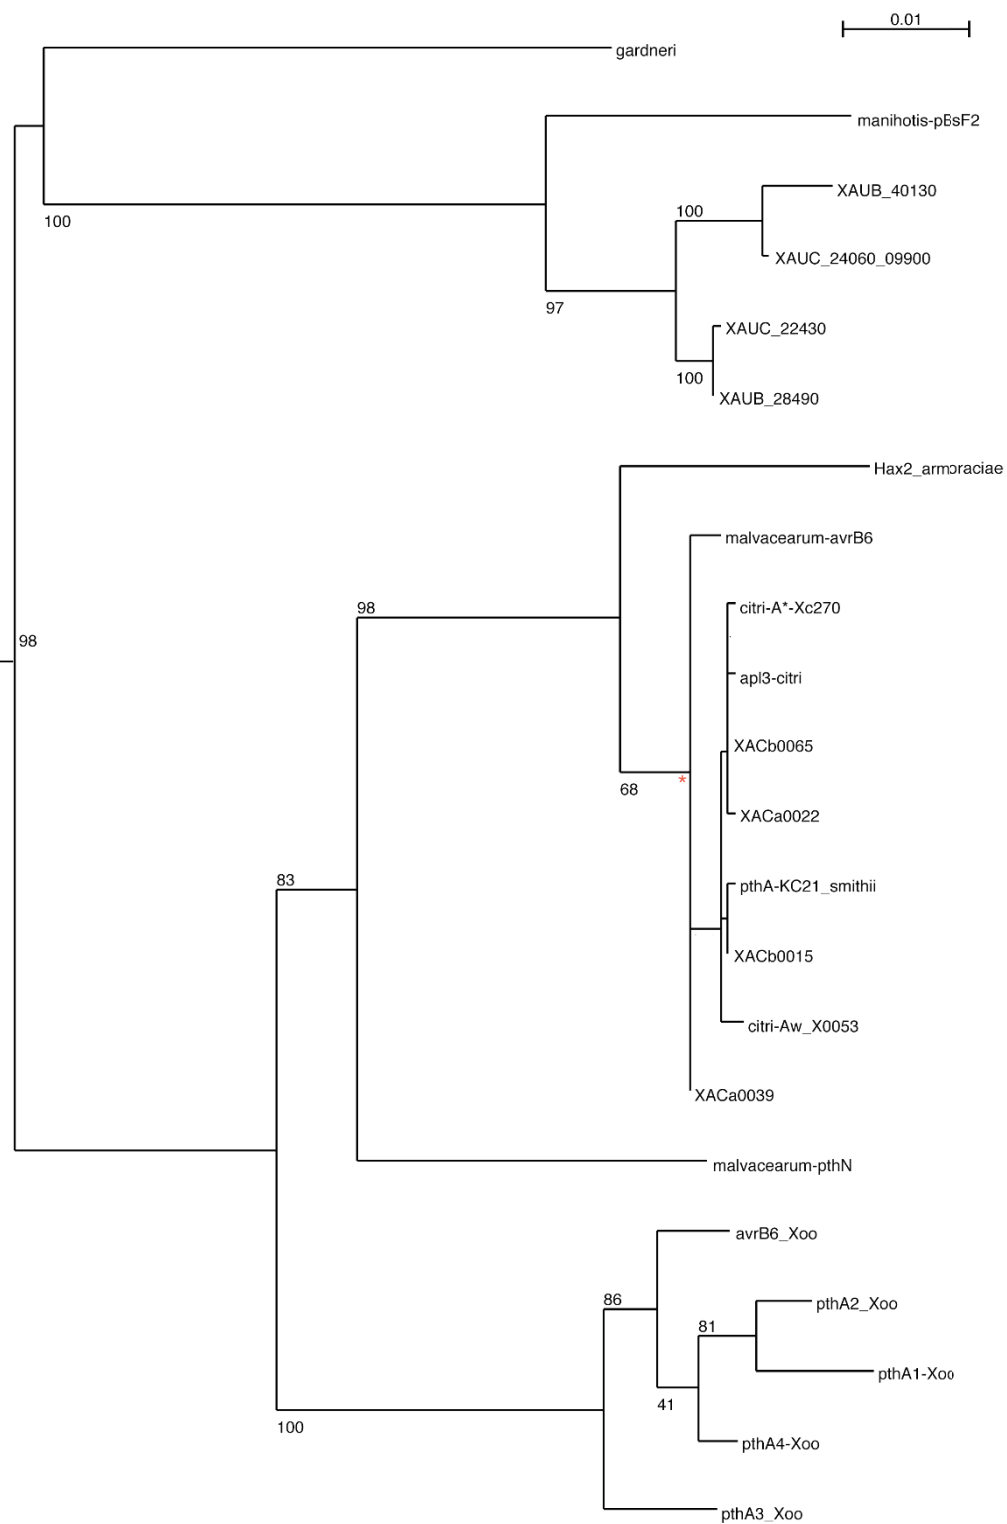 0.01
gardneri
manihotis-pBsF2
XAUB_40130
100
XAUC_24060_09900
100
97
XAUC_22430
100
XAUB_28490
Hax2_armoraciae
malvacearum-avrB6
98
citri-A*-Xc270
98
apl3-citri
XACb0065
*
68
XACa0022
83
pthA-KC21_smithii
XACb0015
citri-Aw_X0053
XACa0039
malvacearum-pthN
avrB6_Xoo
86
pthA2_Xoo
81
pthA1-Xoo
41
100
pthA4-Xoo
pthA3_Xoo